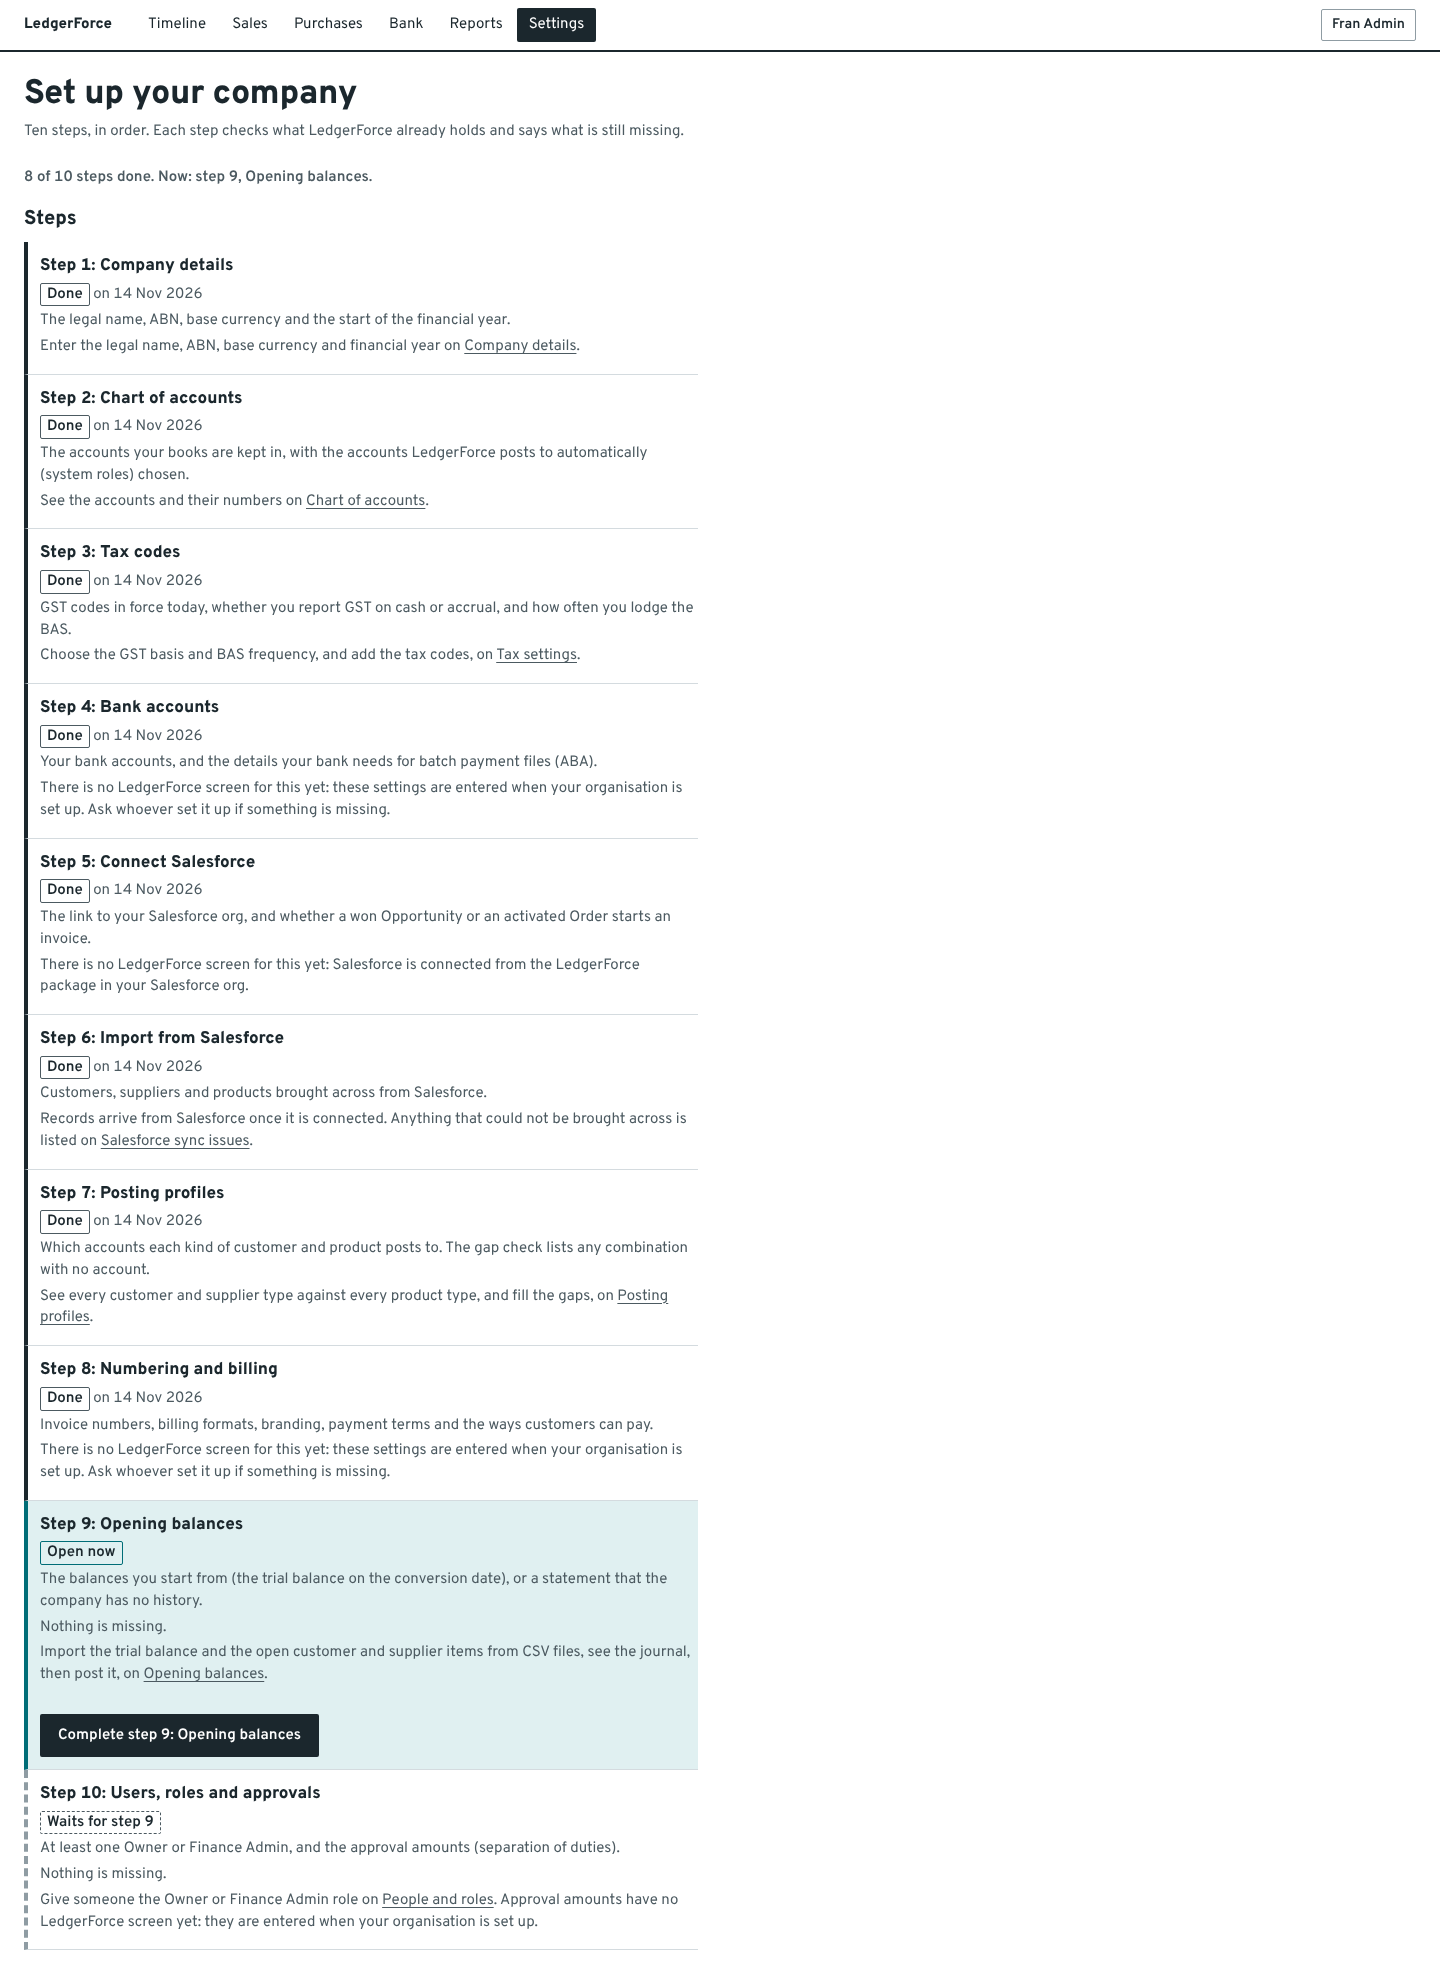 LedgerForce Timeline Sales Purchases Bank Reports Settings Fran Admin
Set up your company
Ten steps, in order. Each step checks what LedgerForce already holds and says what is still missing.
8 of 10 steps done. Now: step 9, Opening balances.
Steps
Step 1: Company details
Done on 14 Nov 2026
The legal name, ABN, base currency and the start of the financial year.
Enter the legal name, ABN, base currency and financial year on Company details.
Step 2: Chart of accounts
Done on 14 Nov 2026
The accounts your books are kept in, with the accounts LedgerForce posts to automatically
(system roles) chosen.
See the accounts and their numbers on Chart of accounts.
Step 3: Tax codes
Done on 14 Nov 2026
GST codes in force today, whether you report GST on cash or accrual, and how often you lodge the
BAS.
Choose the GST basis and BAS frequency, and add the tax codes, on Tax settings.
Step 4: Bank accounts
Done on 14 Nov 2026
Your bank accounts, and the details your bank needs for batch payment files (ABA).
There is no LedgerForce screen for this yet: these settings are entered when your organisation is
set up. Ask whoever set it up if something is missing.
Step 5: Connect Salesforce
Done on 14 Nov 2026
The link to your Salesforce org, and whether a won Opportunity or an activated Order starts an
invoice.
There is no LedgerForce screen for this yet: Salesforce is connected from the LedgerForce
package in your Salesforce org.
Step 6: Import from Salesforce
Done on 14 Nov 2026
Customers, suppliers and products brought across from Salesforce.
Records arrive from Salesforce once it is connected. Anything that could not be brought across is
listed on Salesforce sync issues.
Step 7: Posting profiles
Done on 14 Nov 2026
Which accounts each kind of customer and product posts to. The gap check lists any combination
with no account.
See every customer and supplier type against every product type, and fill the gaps, on Posting
profiles.
Step 8: Numbering and billing
Done on 14 Nov 2026
Invoice numbers, billing formats, branding, payment terms and the ways customers can pay.
There is no LedgerForce screen for this yet: these settings are entered when your organisation is
set up. Ask whoever set it up if something is missing.
Step 9: Opening balances
Open now
The balances you start from (the trial balance on the conversion date), or a statement that the
company has no history.
Nothing is missing.
Import the trial balance and the open customer and supplier items from CSV files, see the journal,
then post it, on Opening balances.
Complete step 9: Opening balances
Step 10: Users, roles and approvals
Waits for step 9
At least one Owner or Finance Admin, and the approval amounts (separation of duties).
Nothing is missing.
Give someone the Owner or Finance Admin role on People and roles. Approval amounts have no
LedgerForce screen yet: they are entered when your organisation is set up.